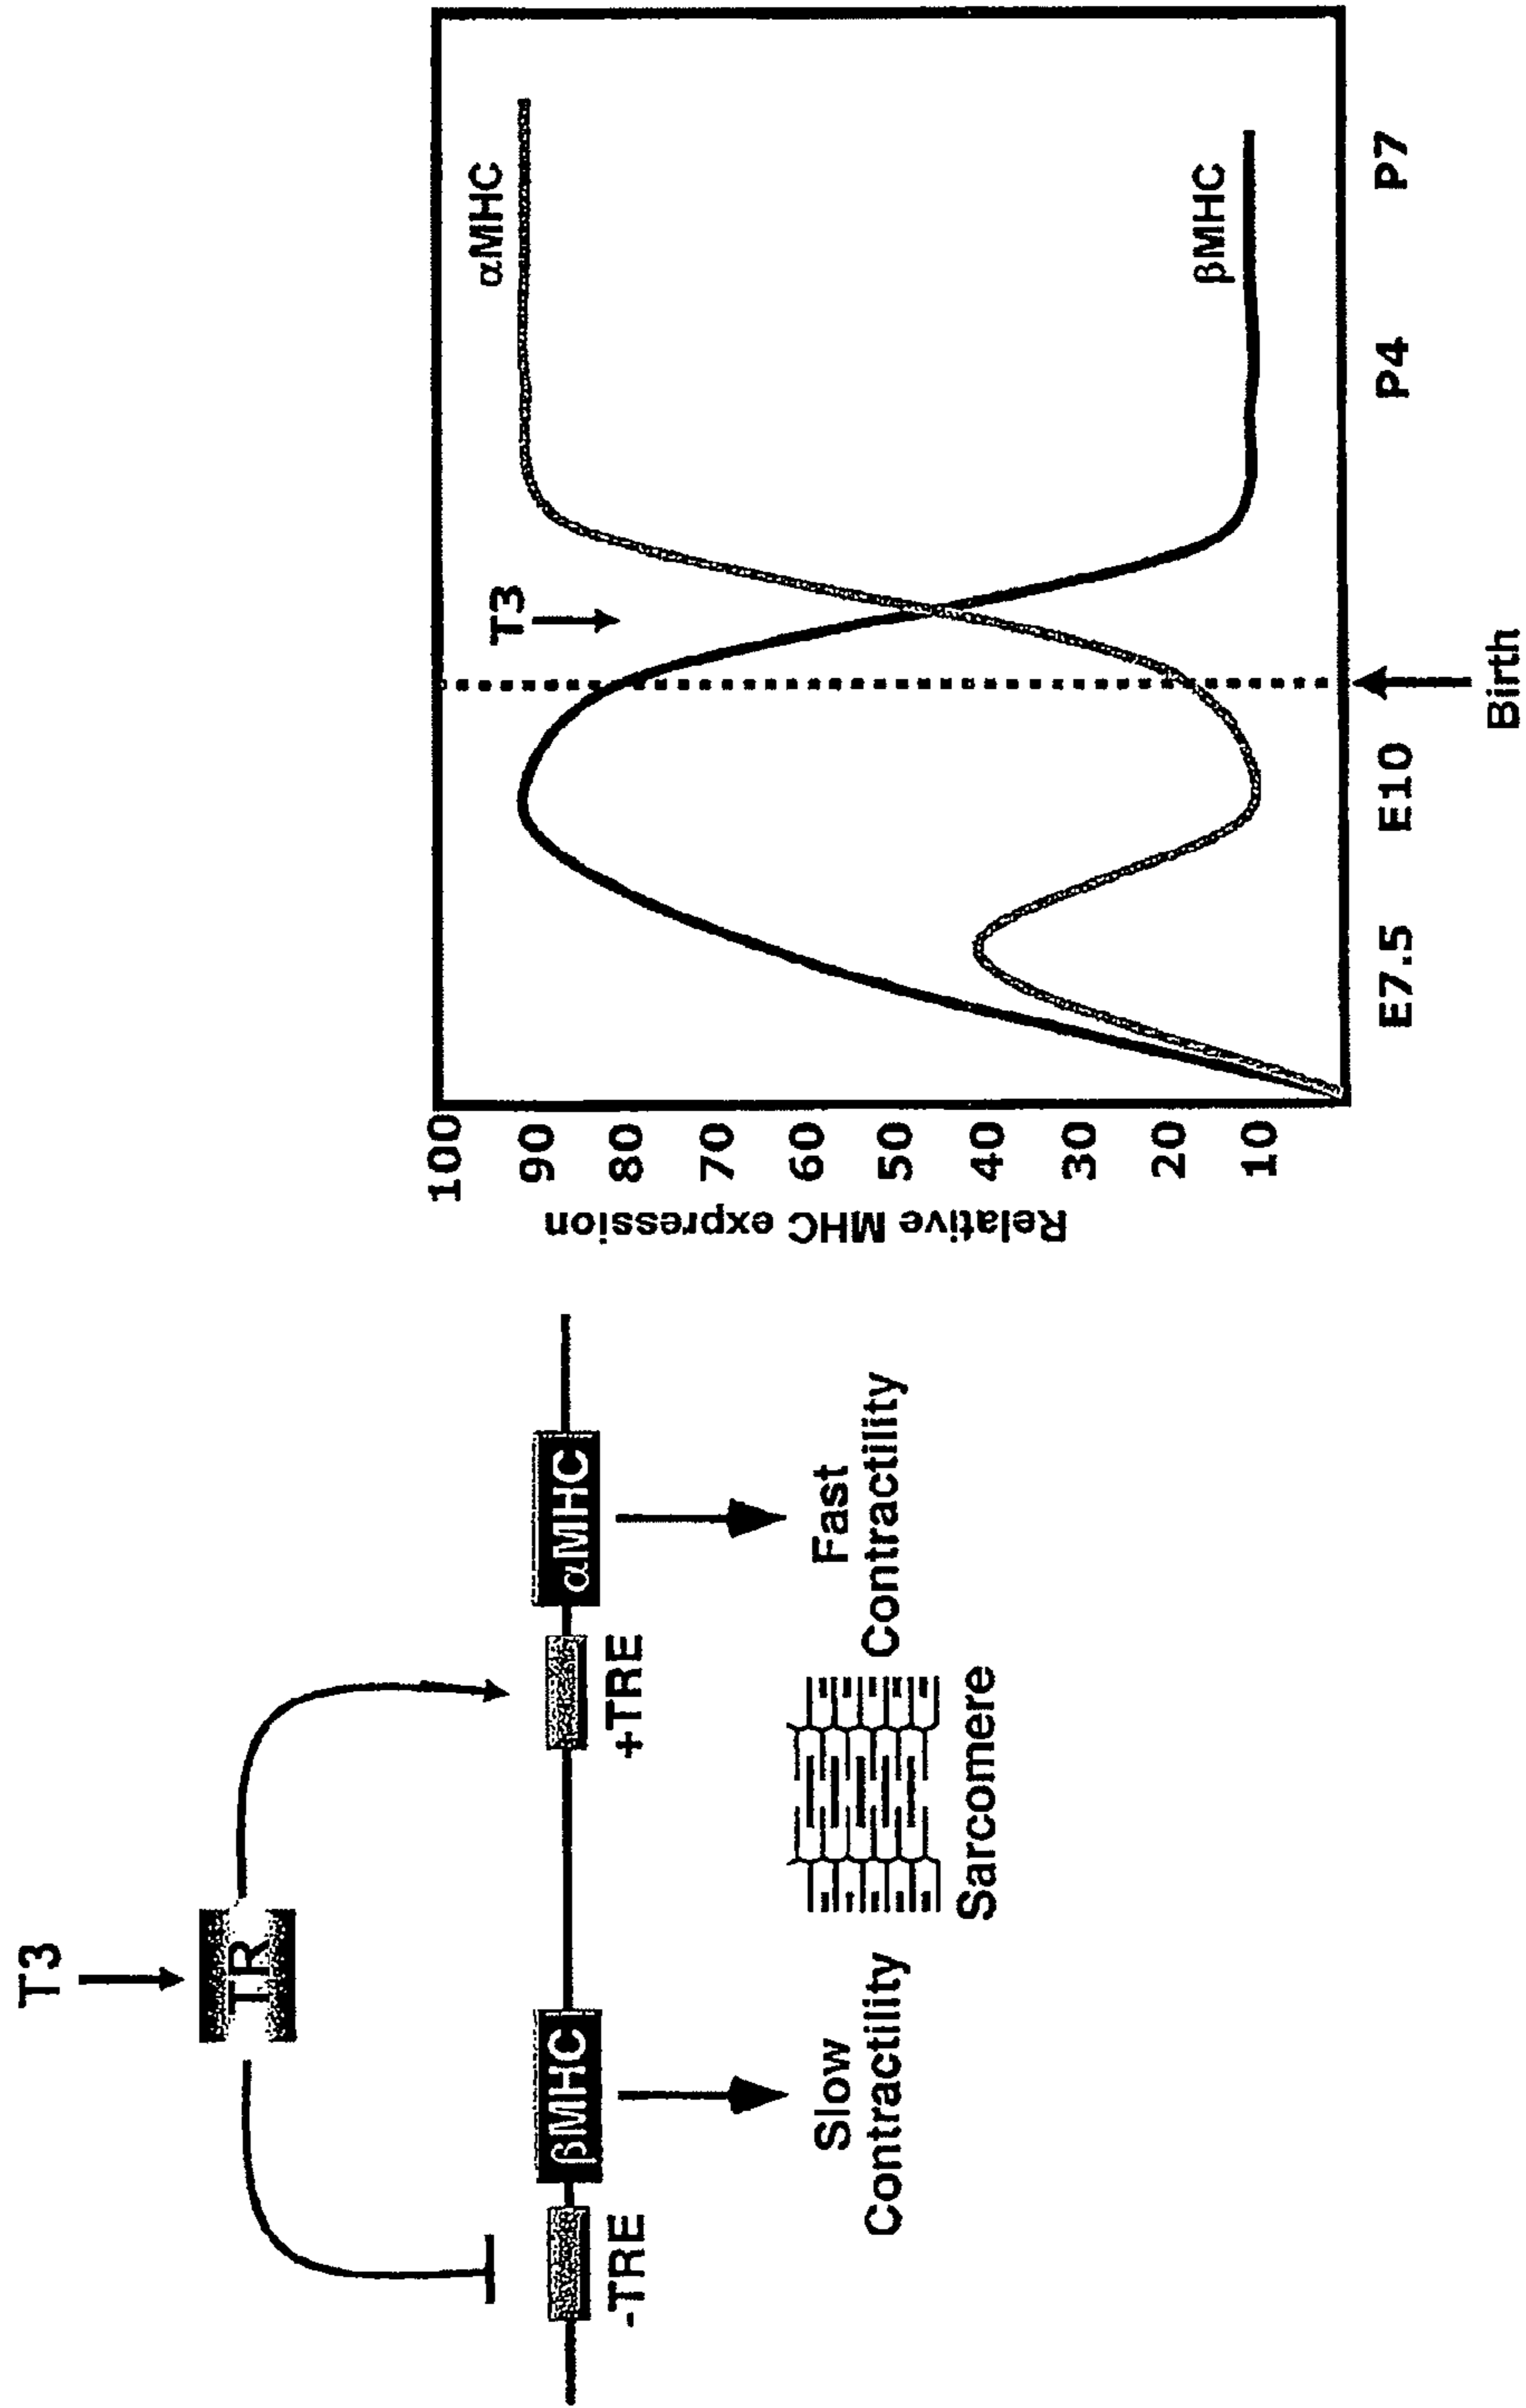 T3
TR
-TRE
βMHC
+TRE
αMHC
Slow
Contractility
Sarcomere
Fast
Contractility
Relative MHC expression
100
90
80
70
60
50
40
30
20
10
T3
αMHC
βMHC
E7.5
E10
P4
P7
Birth